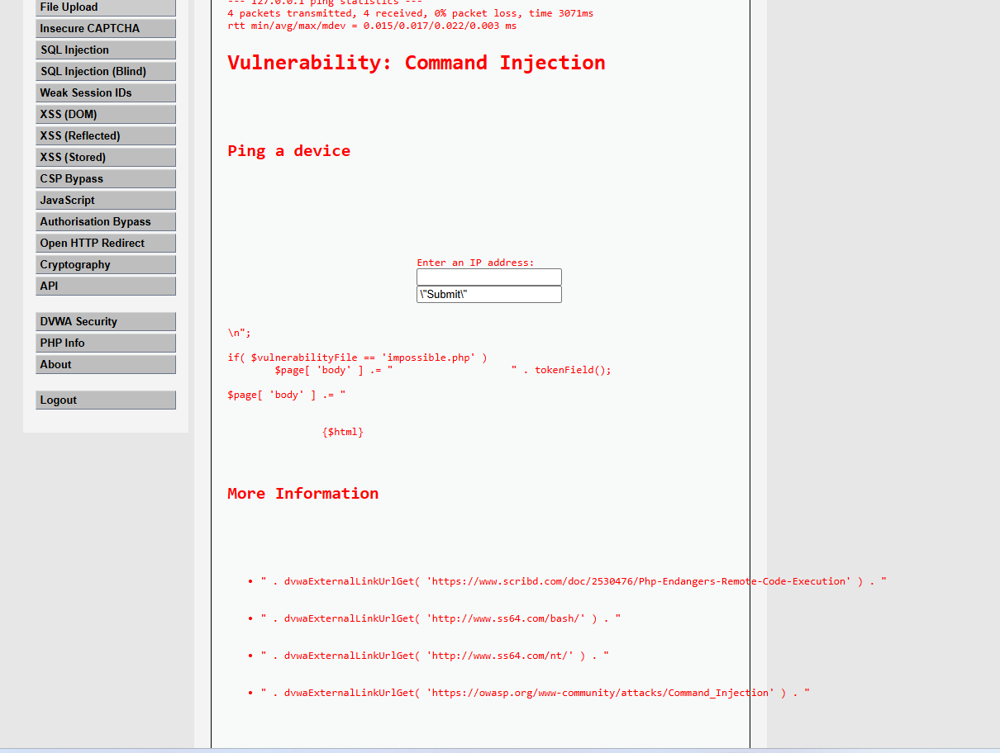 File Upload
Insecure CAPTCHA
SQL Injection
SQL Injection (Blind)
Weak Session IDs
XSS (DOM)
XSS (Reflected)
XSS (Stored)
CSP Bypass
JavaScript
Authorisation Bypass
Open HTTP Redirect
Cryptography
API
DVWA Security
PHP Info
About
Logout
--- 127.0.0.1 ping statistics ---
4 packets transmitted, 4 received, 0% packet loss, time 3071ms
rtt min/avg/max/mdev = 0.015/0.017/0.022/0.003 ms
Vulnerability: Command Injection
Ping a device
Enter an IP address:
\"Submit\"
\n";
if( $vulnerabilityFile == 'impossible.php' )
$page[ 'body' ] .= " " . tokenField();
$page[ 'body' ] .= "
{$html}
More Information
• " . dvwaExternalLinkUrlGet( 'https://www.scribd.com/doc/2530476/Php-Endangers-Remote-Code-Execution' ) . "
• " . dvwaExternalLinkUrlGet( 'http://www.ss64.com/bash/' ) . "
• " . dvwaExternalLinkUrlGet( 'http://www.ss64.com/nt/' ) . "
• " . dvwaExternalLinkUrlGet( 'https://owasp.org/www-community/attacks/Command_Injection' ) . "